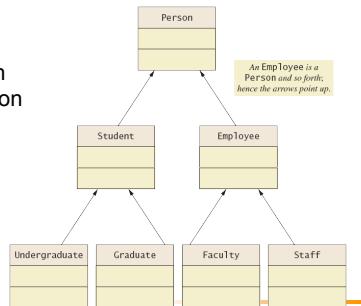 Person
An Employee is a
Person and so forth;
hence the arrows point up.
on
Student Employee
Undergraduate Graduate Faculty Staff